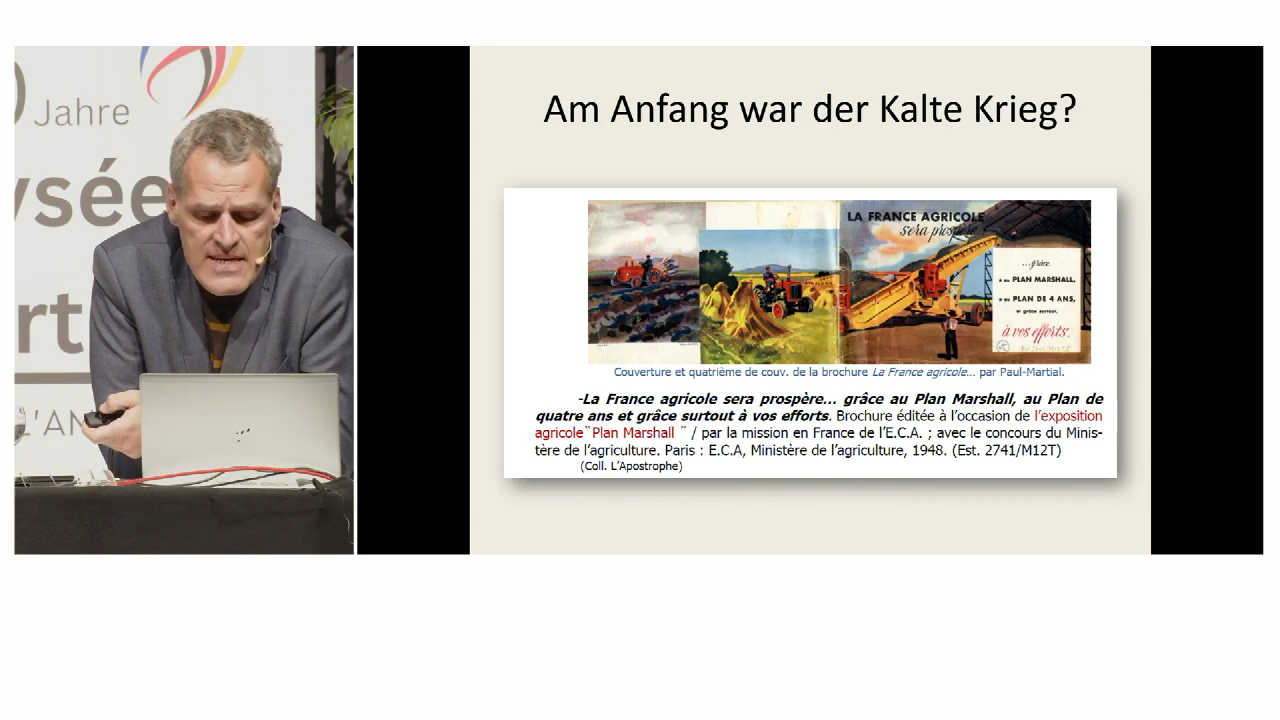 Jahre
ysée
rt
L'AN
Am Anfang war der Kalte Krieg?
LA FRANCE AGRICOLE
sera prospère
...grâce
★ au PLAN MARSHALL,
★ au PLAN DE 4 ANS,
et grâce surtout,
à vos efforts.
Couverture et quatrième de couv. de la brochure La France agricole... par Paul-Martial.
-La France agricole sera prospère... grâce au Plan Marshall, au Plan de
quatre ans et grâce surtout à vos efforts. Brochure éditée à l'occasion de l'exposition
agricole‶Plan Marshall ″ / par la mission en France de l'E.C.A. ; avec le concours du Minis-
tère de l'agriculture. Paris : E.C.A, Ministère de l'agriculture, 1948. (Est. 2741/M12T)
(Coll. L'Apostrophe)